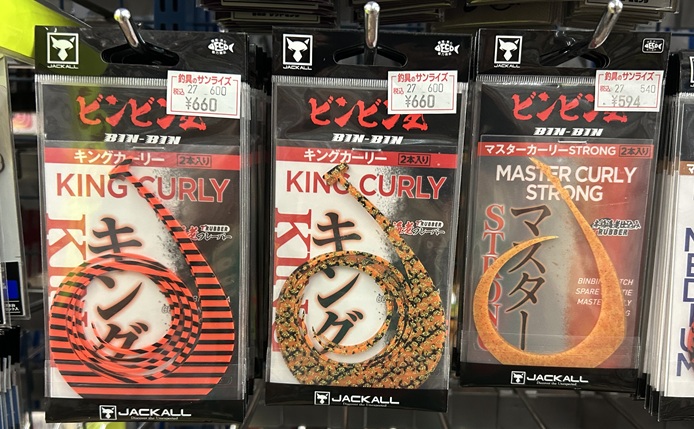 JACKALL
釣具のサンライズ
27 600
税込 ¥660
ビンビン玉
BIN-BIN
キングカーリー 2本入り
KING CURLY
キング
JACKALL
JACKALL
釣具のサンライズ
27 600
税込 ¥660
ビンビン玉
BIN-BIN
キングカーリー 2本入り
KING CURLY
キング
JACKALL
JACKALL
釣具のサンライズ
27 540
税込 ¥594
BIN-BIN
マスターカーリーSTRONG 2本入り
MASTER CURLY
STRONG
マスター
STRONG
RUBBER
JACKALL